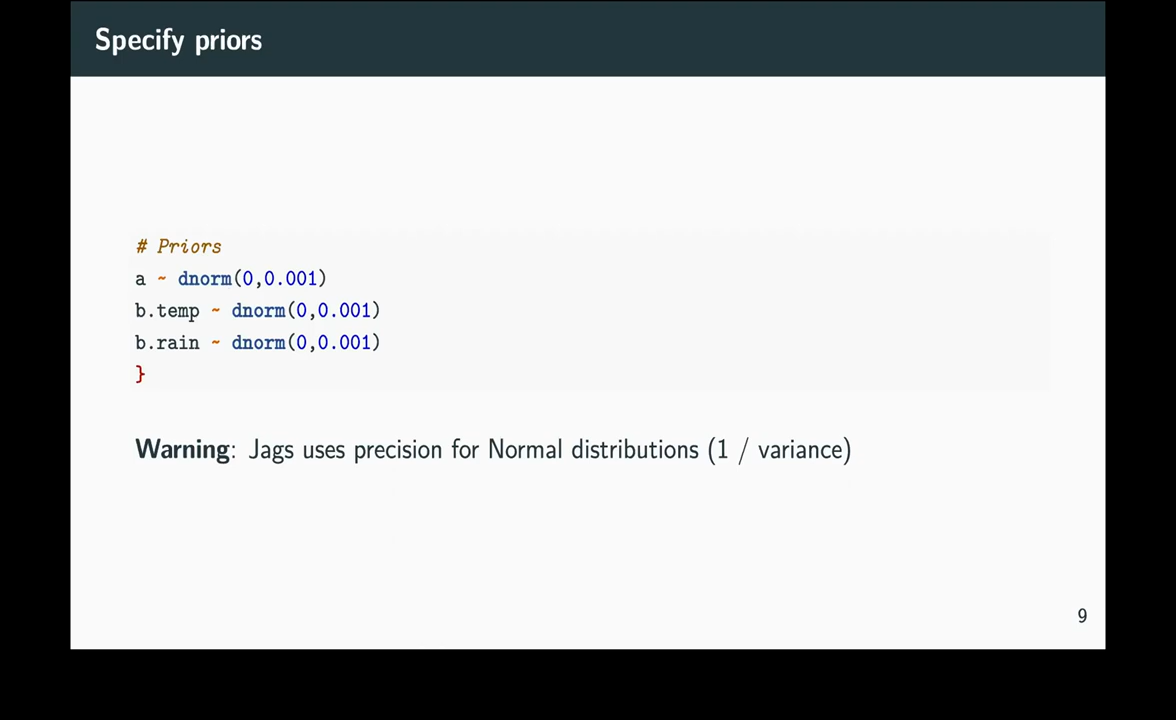 Specify priors
# Priors
a ~ dnorm(0,0.001)
b.temp ~ dnorm(0,0.001)
b.rain ~ dnorm(0,0.001)
}
Warning: Jags uses precision for Normal distributions (1 / variance)
9